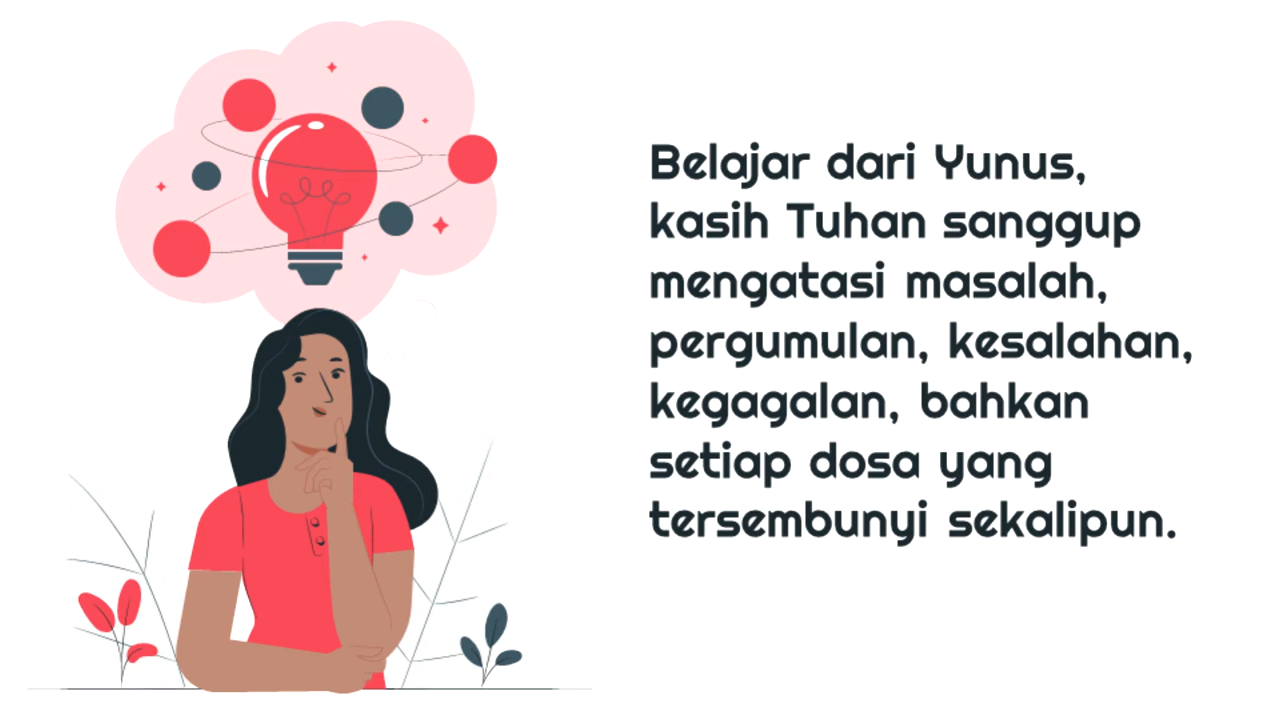 Belajar dari Yunus,
kasih Tuhan sanggup
mengatasi masalah,
pergumulan, kesalahan,
kegagalan, bahkan
setiap dosa yang
tersembunyi sekalipun.